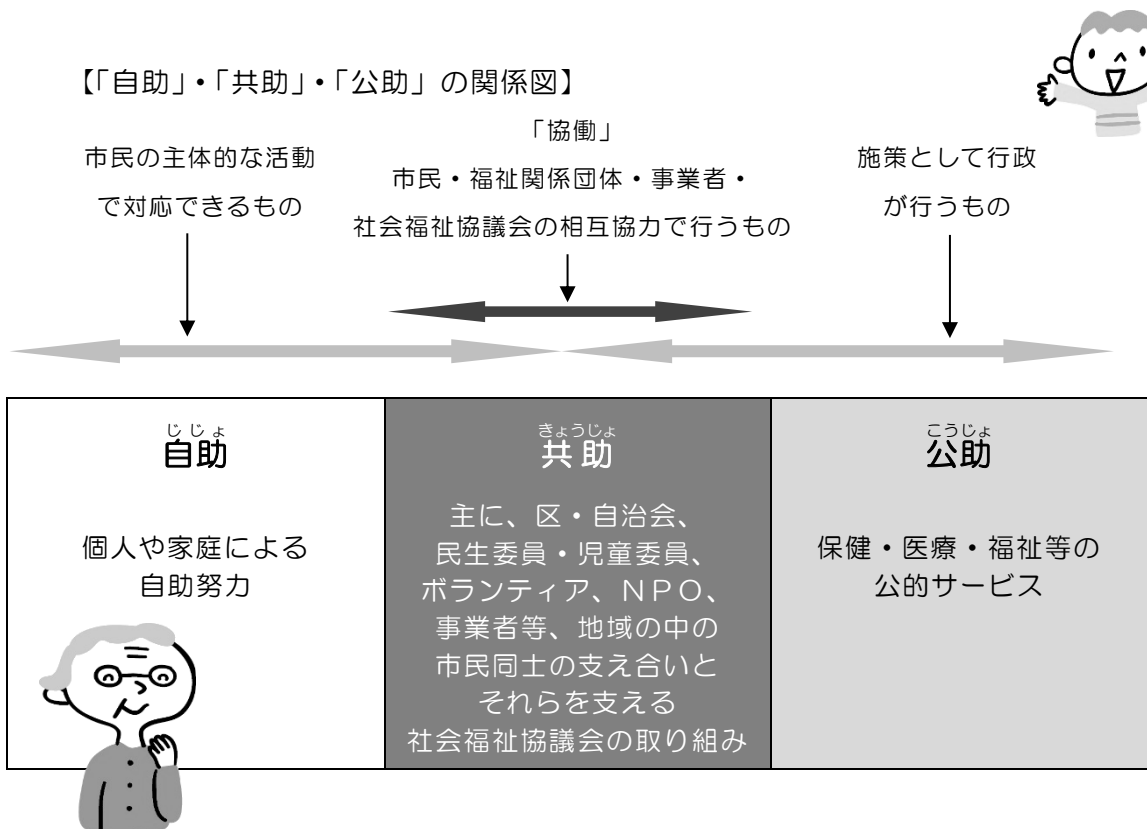 【「自助」・「共助」・「公助」の関係図】
市民の主体的な活動
で対応できるもの
「協働」
市民・福祉関係団体・事業者・
社会福祉協議会の相互協力で行うもの
施策として行政
が行うもの
じじょ
自助
個人や家庭による
自助努力
きょうじょ
共助
主に、区・自治会、
民生委員・児童委員、
ボランティア、ＮＰＯ、
事業者等、地域の中の
市民同士の支え合いと
それらを支える
社会福祉協議会の取り組み
こうじょ
公助
保健・医療・福祉等の
公的サービス